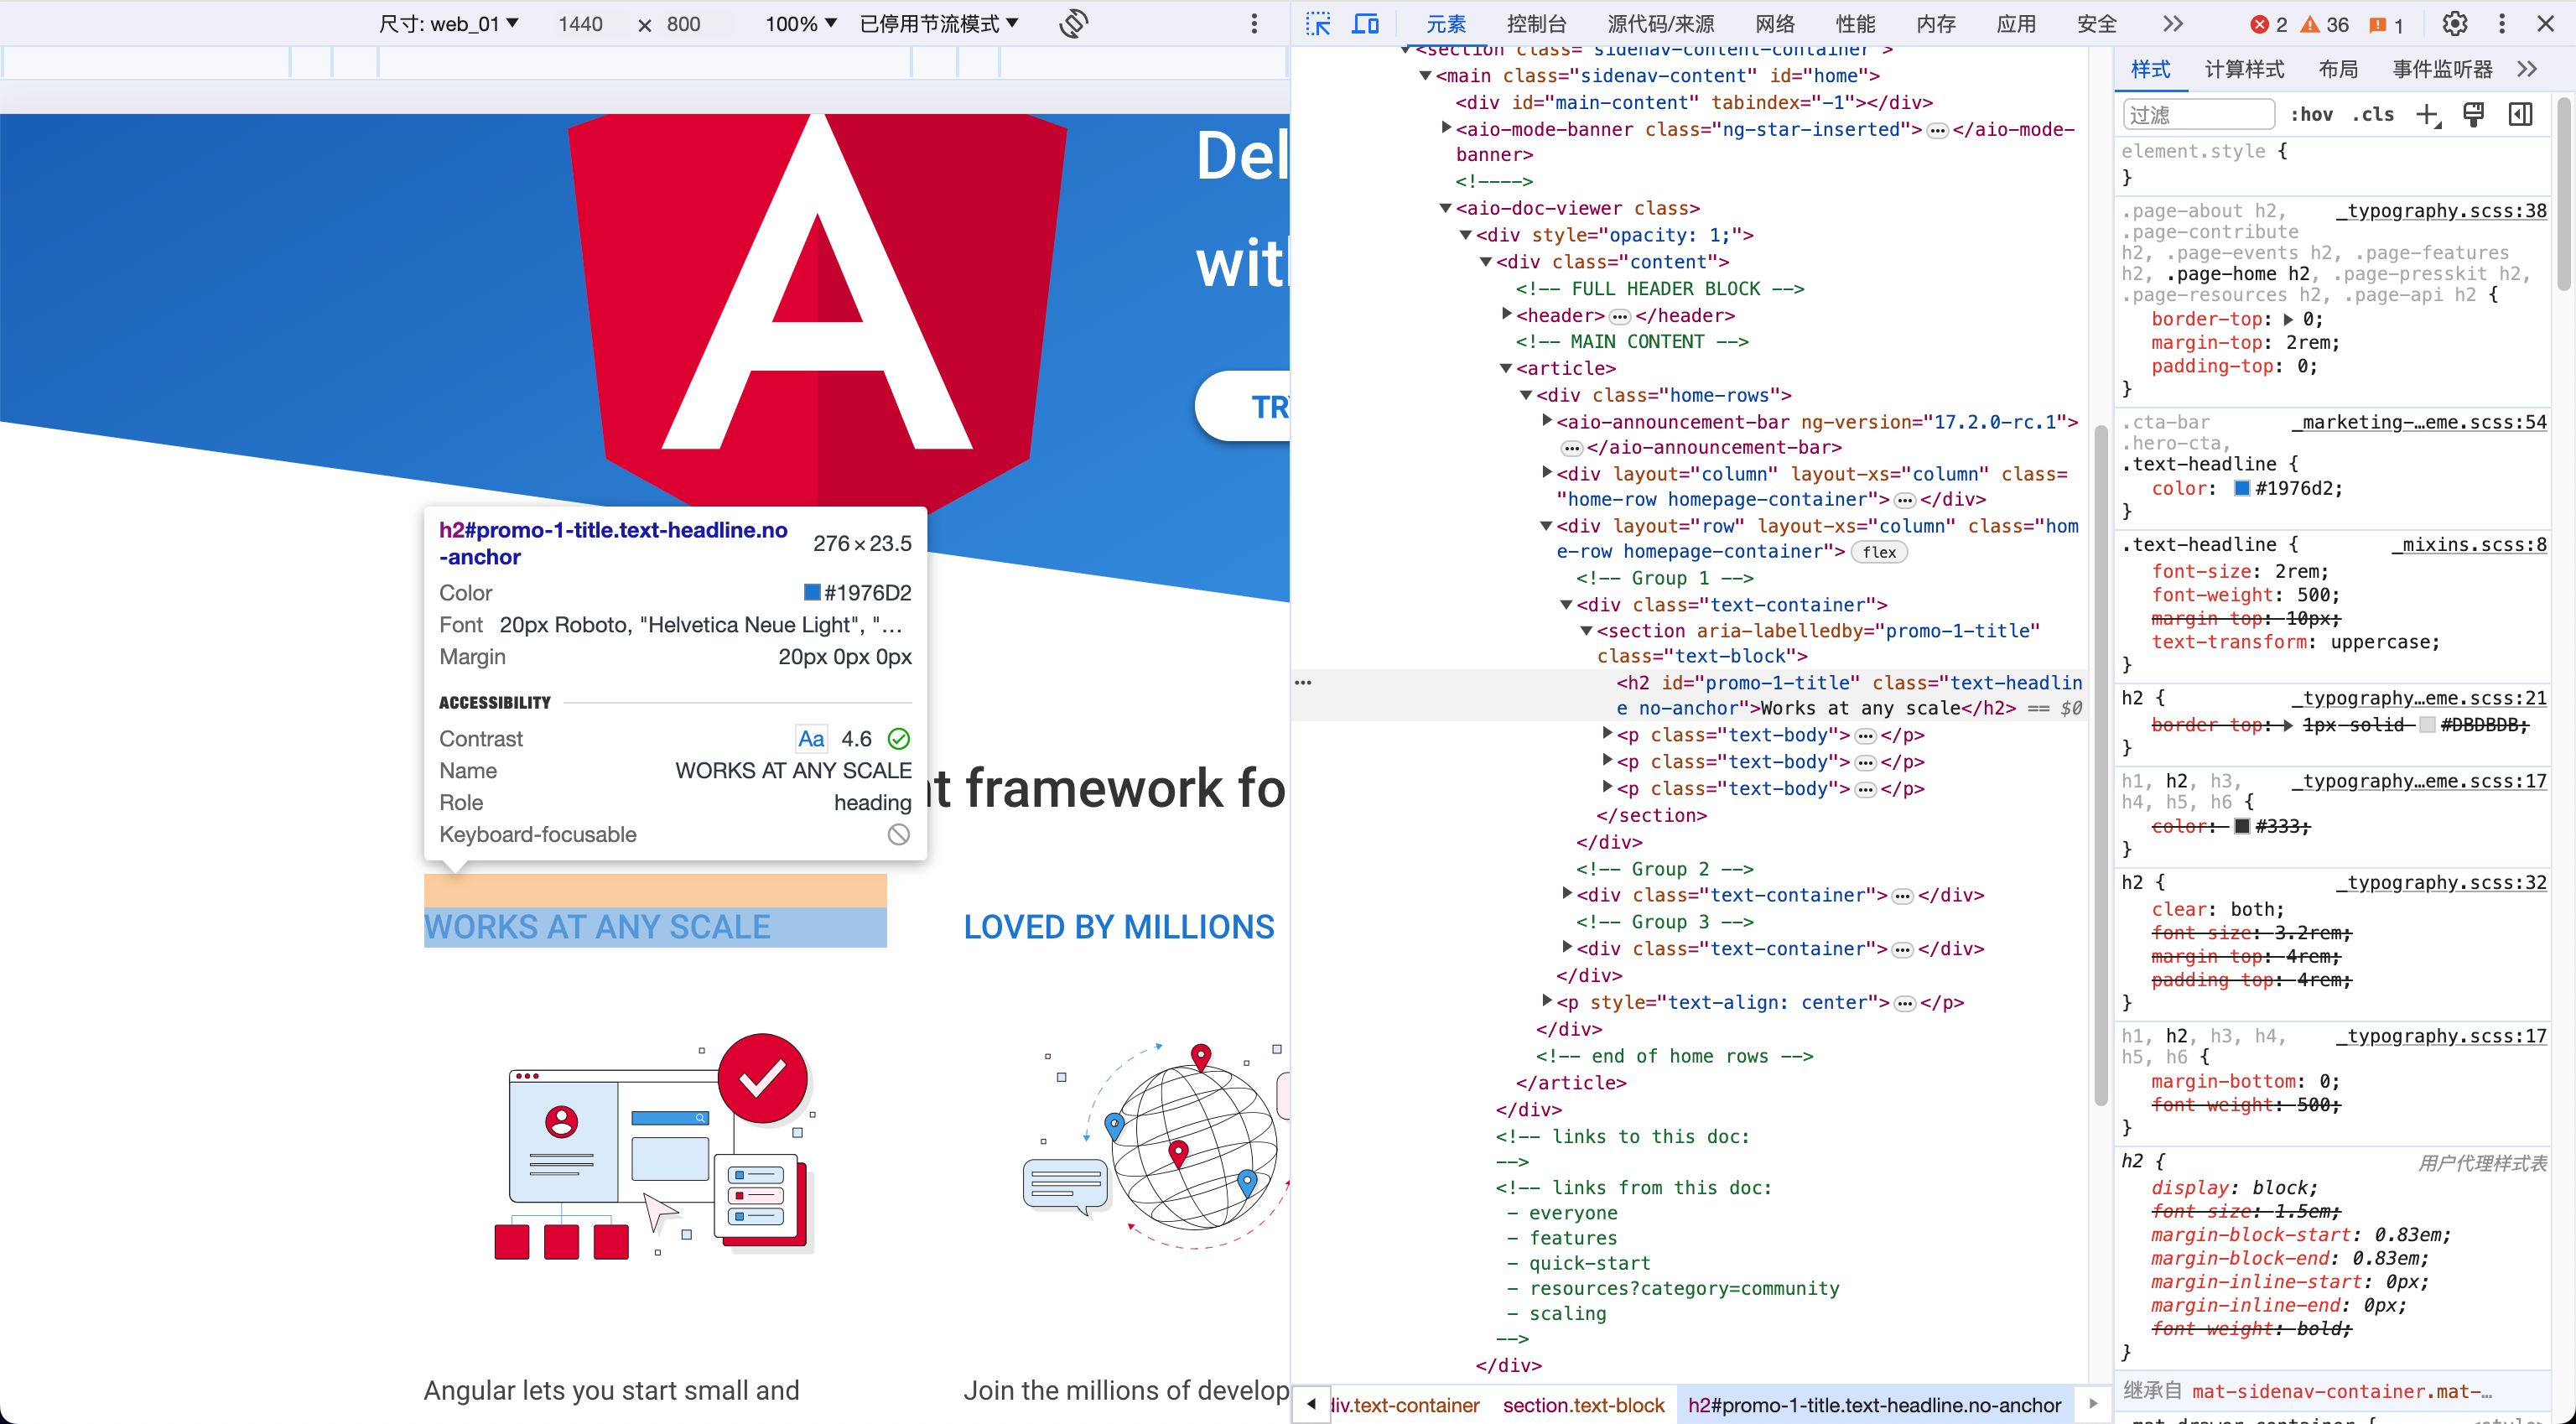 尺寸: web_01 ▼ 1440 × 800 100% ▼ 已停用节流模式 ▼
Del
with
TRY
h2#promo-1-title.text-headline.no
-anchor
276 × 23.5
Color #1976D2
Font 20px Roboto, "Helvetica Neue Light", "…
Margin 20px 0px 0px
ACCESSIBILITY
Contrast Aa 4.6
Name WORKS AT ANY SCALE
Role heading
Keyboard-focusable
t framework fo
WORKS AT ANY SCALE
LOVED BY MILLIONS
Angular lets you start small and
Join the millions of develop
元素 控制台 源代码/来源 网络 性能 内存 应用 安全 >> 2 36 1
<section class="sidenav-content-container">
<main class="sidenav-content" id="home">
<div id="main-content" tabindex="-1"></div>
<aio-mode-banner class="ng-star-inserted">…</aio-mode-
banner>
<!---->
<aio-doc-viewer class>
<div style="opacity: 1;">
<div class="content">
<!-- FULL HEADER BLOCK -->
<header>…</header>
<!-- MAIN CONTENT -->
<article>
<div class="home-rows">
<aio-announcement-bar ng-version="17.2.0-rc.1">
…</aio-announcement-bar>
<div layout="column" layout-xs="column" class=
"home-row homepage-container">…</div>
<div layout="row" layout-xs="column" class="hom
e-row homepage-container"> flex
<!-- Group 1 -->
<div class="text-container">
<section aria-labelledby="promo-1-title"
class="text-block">
… <h2 id="promo-1-title" class="text-headlin
e no-anchor">Works at any scale</h2> == $0
<p class="text-body">…</p>
<p class="text-body">…</p>
<p class="text-body">…</p>
</section>
</div>
<!-- Group 2 -->
<div class="text-container">…</div>
<!-- Group 3 -->
<div class="text-container">…</div>
</div>
<p style="text-align: center">…</p>
</div>
<!-- end of home rows -->
</article>
</div>
<!-- links to this doc:
-->
<!-- links from this doc:
- everyone
- features
- quick-start
- resources?category=community
- scaling
-->
</div>
div.text-container section.text-block h2#promo-1-title.text-headline.no-anchor
样式 计算样式 布局 事件监听器 >>
过滤 :hov .cls +
element.style {
}
.page-about h2, _typography.scss:38
.page-contribute
h2, .page-events h2, .page-features
h2, .page-home h2, .page-presskit h2,
.page-resources h2, .page-api h2 {
border-top: ▶ 0;
margin-top: 2rem;
padding-top: 0;
}
.cta-bar _marketing-…eme.scss:54
.hero-cta,
.text-headline {
color: #1976d2;
}
.text-headline { _mixins.scss:8
font-size: 2rem;
font-weight: 500;
margin-top: 10px;
text-transform: uppercase;
}
h2 { _typography…eme.scss:21
border-top: ▶ 1px solid #DBDBDB;
}
h1, h2, h3, _typography…eme.scss:17
h4, h5, h6 {
color: #333;
}
h2 { _typography.scss:32
clear: both;
font-size: 3.2rem;
margin-top: 4rem;
padding-top: 4rem;
}
h1, h2, h3, h4, _typography.scss:17
h5, h6 {
margin-bottom: 0;
font-weight: 500;
}
h2 { 用户代理样式表
display: block;
font-size: 1.5em;
margin-block-start: 0.83em;
margin-block-end: 0.83em;
margin-inline-start: 0px;
margin-inline-end: 0px;
font-weight: bold;
}
继承自 mat-sidenav-container.mat-…